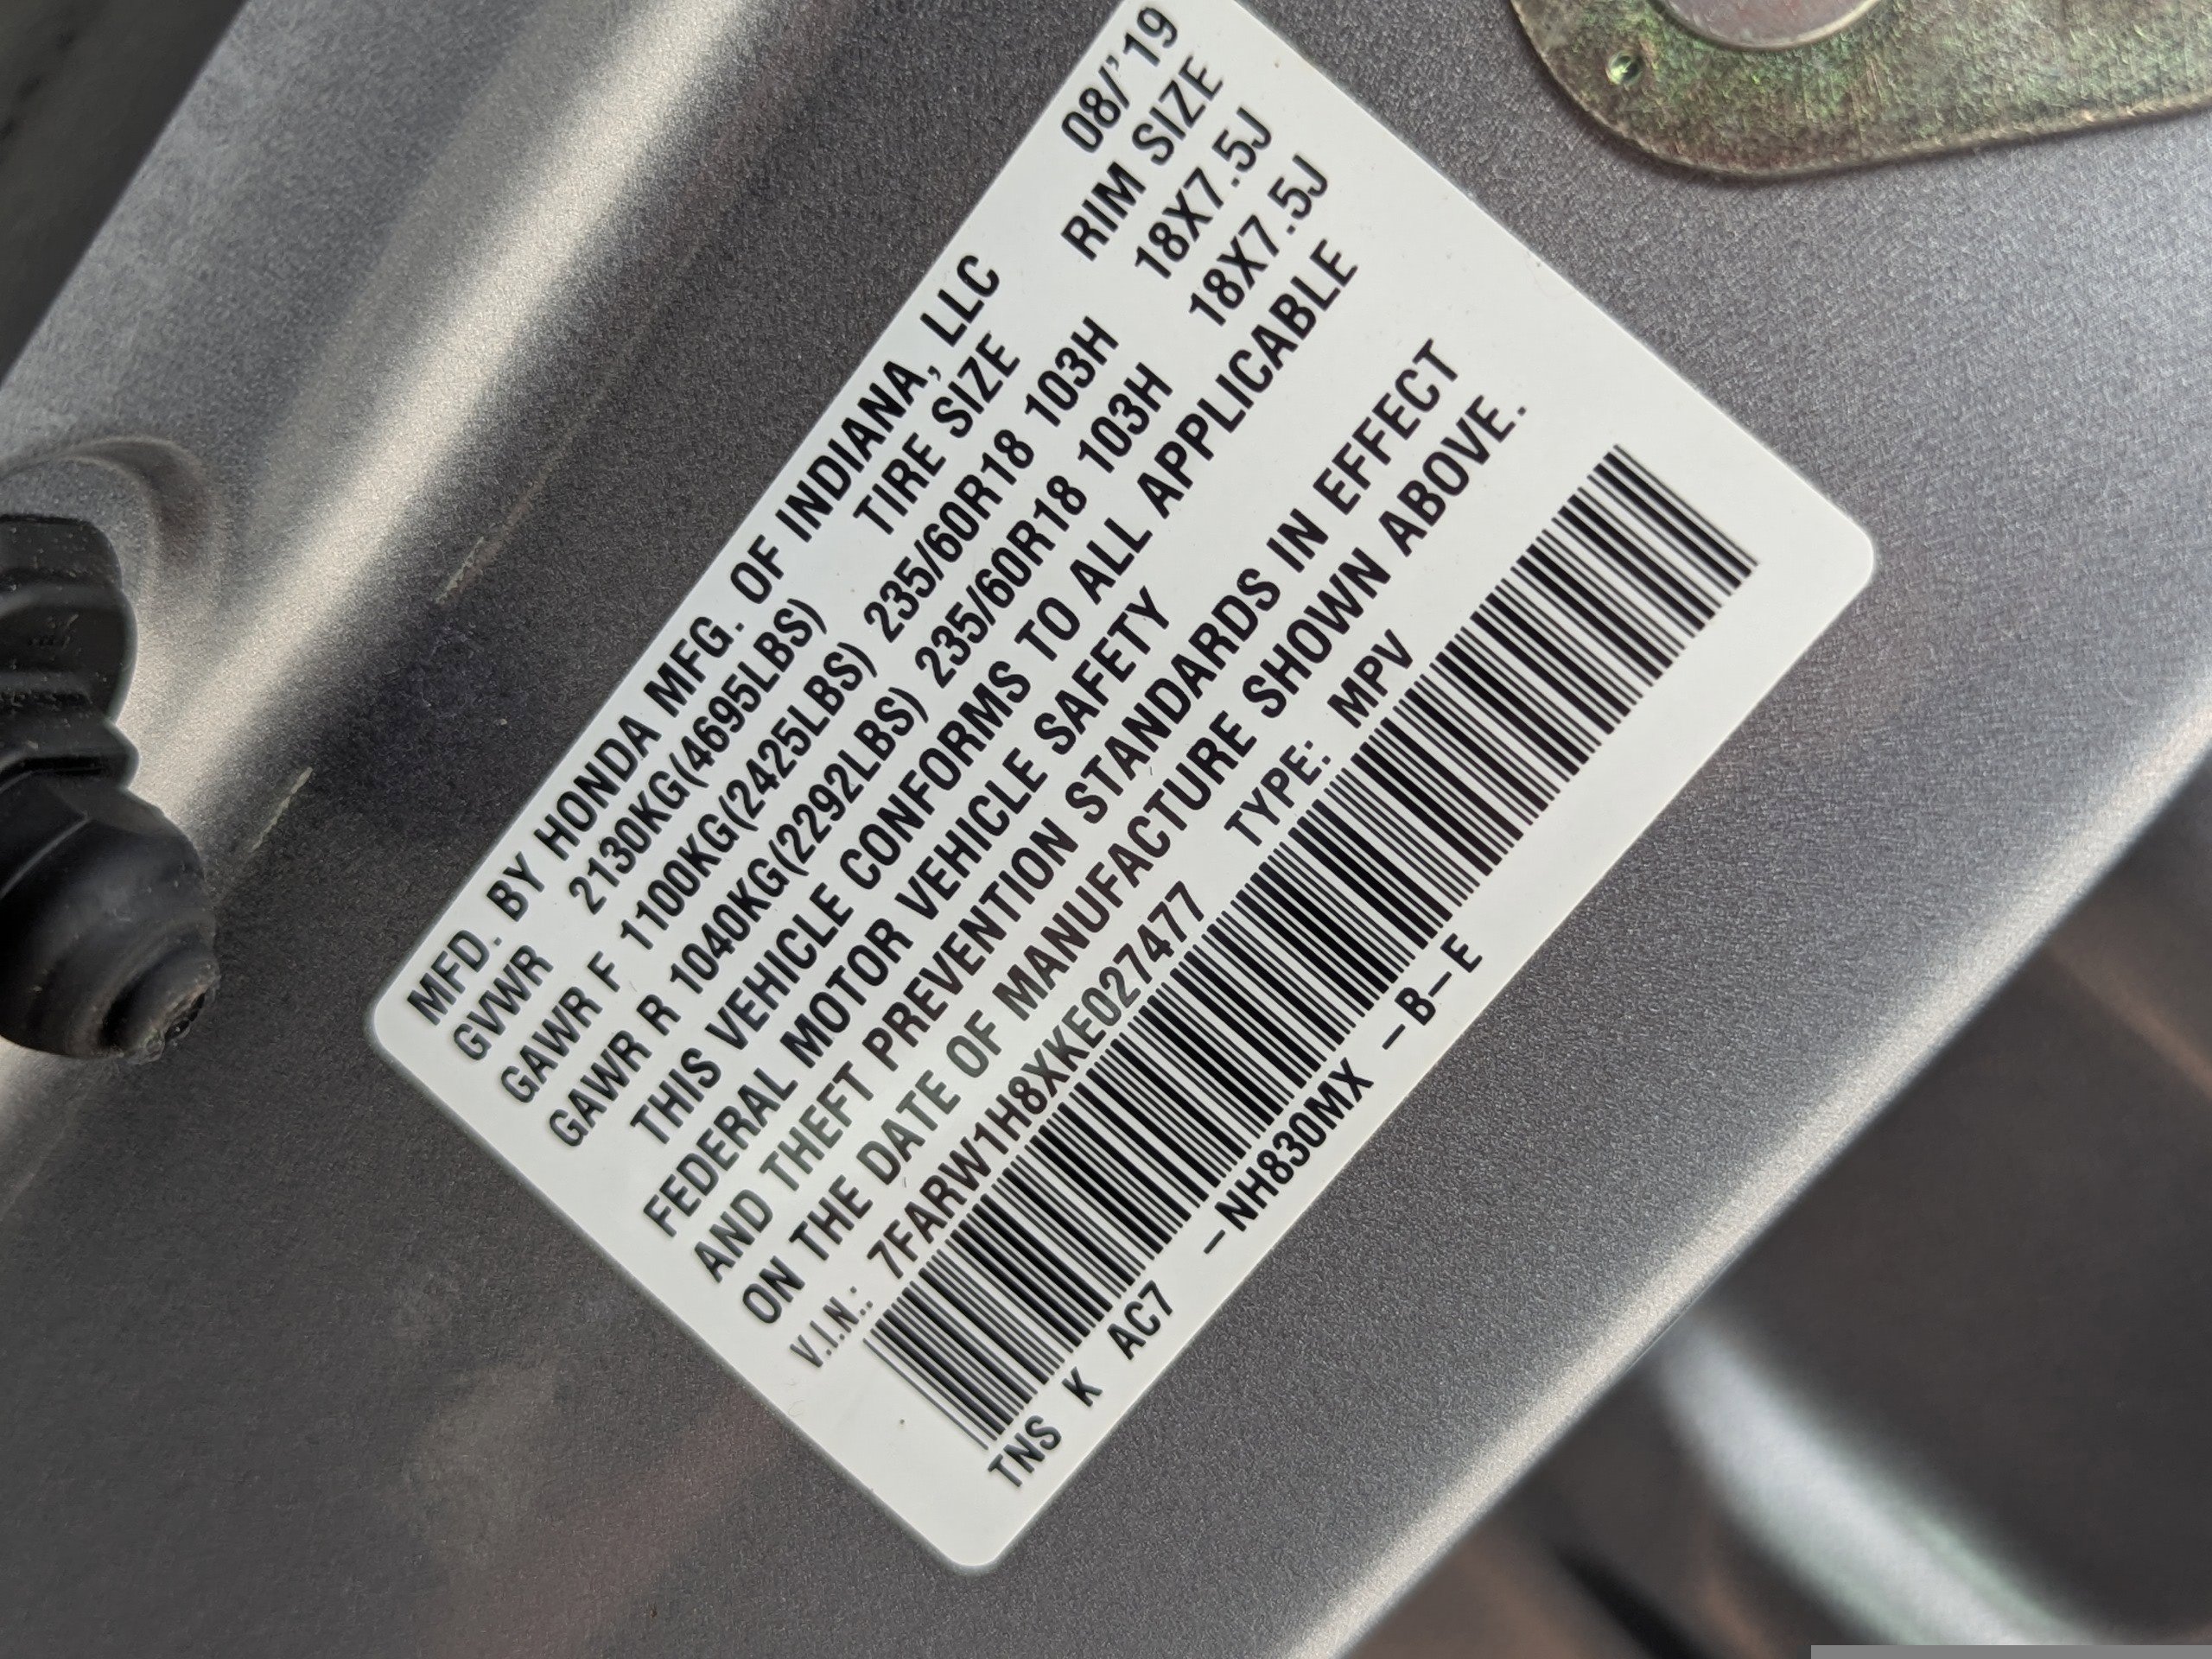 MFD. BY HONDA MFG. OF INDIANA, LLC 08/'19
GVWR 2130KG(4695LBS) TIRE SIZE RIM SIZE
GAWR F 1100KG(2425LBS) 235/60R18 103H 18X7.5J
GAWR R 1040KG(2292LBS) 235/60R18 103H 18X7.5J
THIS VEHICLE CONFORMS TO ALL APPLICABLE
FEDERAL MOTOR VEHICLE SAFETY
AND THEFT PREVENTION STANDARDS IN EFFECT
ON THE DATE OF MANUFACTURE SHOWN ABOVE.
V.I.N.: 7FARW1H8XKE027477 TYPE: MPV
TNS K AC7 -NH830MX -B-E